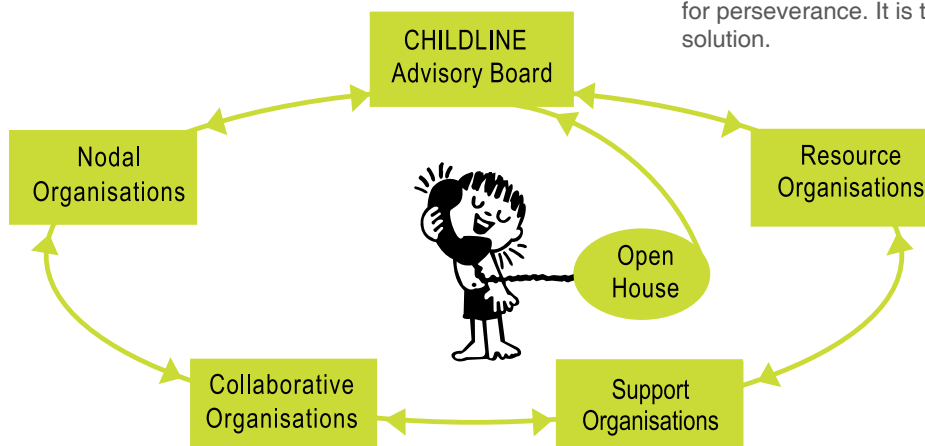 for perseverance. It is t
solution.
CHILDLINE
Advisory Board
Nodal
Organisations
Resource
Organisations
Open
House
Collaborative
Organisations
Support
Organisations